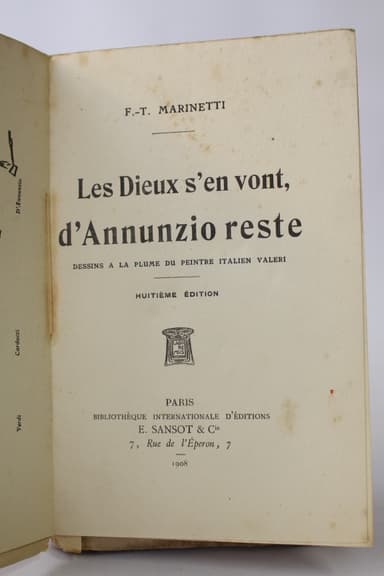 D'Annunzio
Carducci
Verdi
F.-T. MARINETTI
Les Dieux s'en vont,
d'Annunzio reste
DESSINS A LA PLUME DU PEINTRE ITALIEN VALERI
HUITIÈME ÉDITION
PARIS
BIBLIOTHÈQUE INTERNATIONALE D'ÉDITIONS
E. SANSOT & Cie
7, Rue de l'Éperon, 7
1908